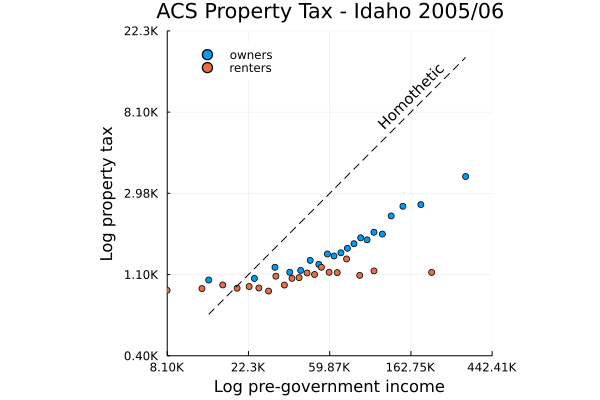 ACS Property Tax - Idaho 2005/06
22.3K
owners
renters
Homothetic
8.10K
2.98K
1.10K
0.40K
Log property tax
8.10K 22.3K 59.87K 162.75K 442.41K
Log pre-government income